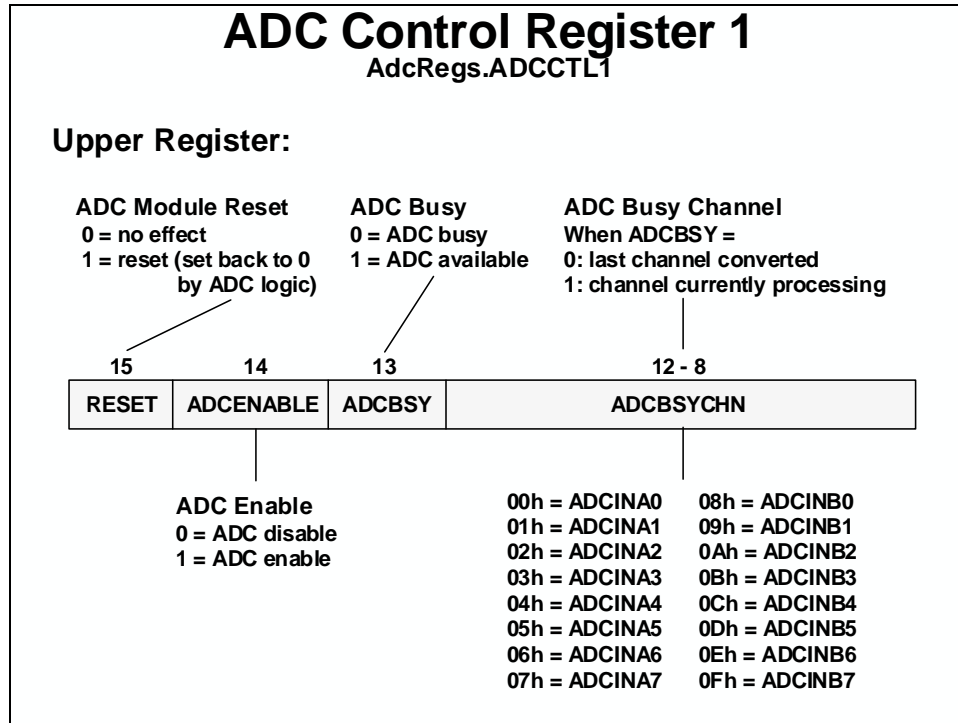 ADC Control Register 1
AdcRegs.ADCCTL1
Upper Register:
ADC Module Reset
0 = no effect
1 = reset (set back to 0
by ADC logic)
ADC Busy
0 = ADC busy
1 = ADC available
ADC Busy Channel
When ADCBSY =
0: last channel converted
1: channel currently processing
15 14 13 12 - 8
RESET ADCENABLE ADCBSY ADCBSYCHN
ADC Enable
0 = ADC disable
1 = ADC enable
00h = ADCINA0 08h = ADCINB0
01h = ADCINA1 09h = ADCINB1
02h = ADCINA2 0Ah = ADCINB2
03h = ADCINA3 0Bh = ADCINB3
04h = ADCINA4 0Ch = ADCINB4
05h = ADCINA5 0Dh = ADCINB5
06h = ADCINA6 0Eh = ADCINB6
07h = ADCINA7 0Fh = ADCINB7